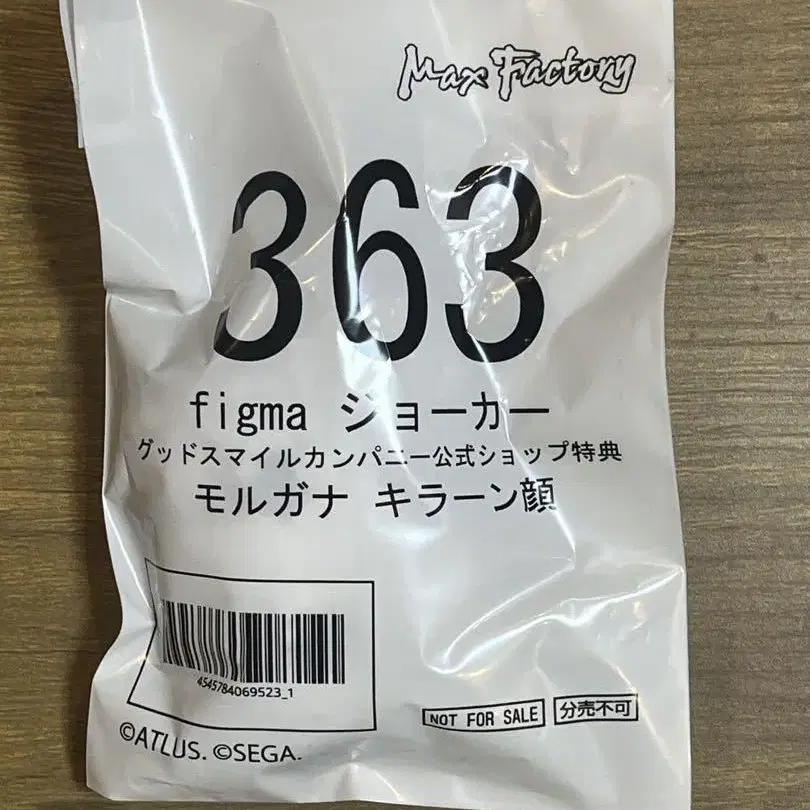 Max Factory
363
figma ジョーカー
グッドスマイルカンパニー公式ショップ特典
モルガナ キラーン顔
4545784069523_1
NOT FOR SALE 分売不可
©ATLUS. ©SEGA.